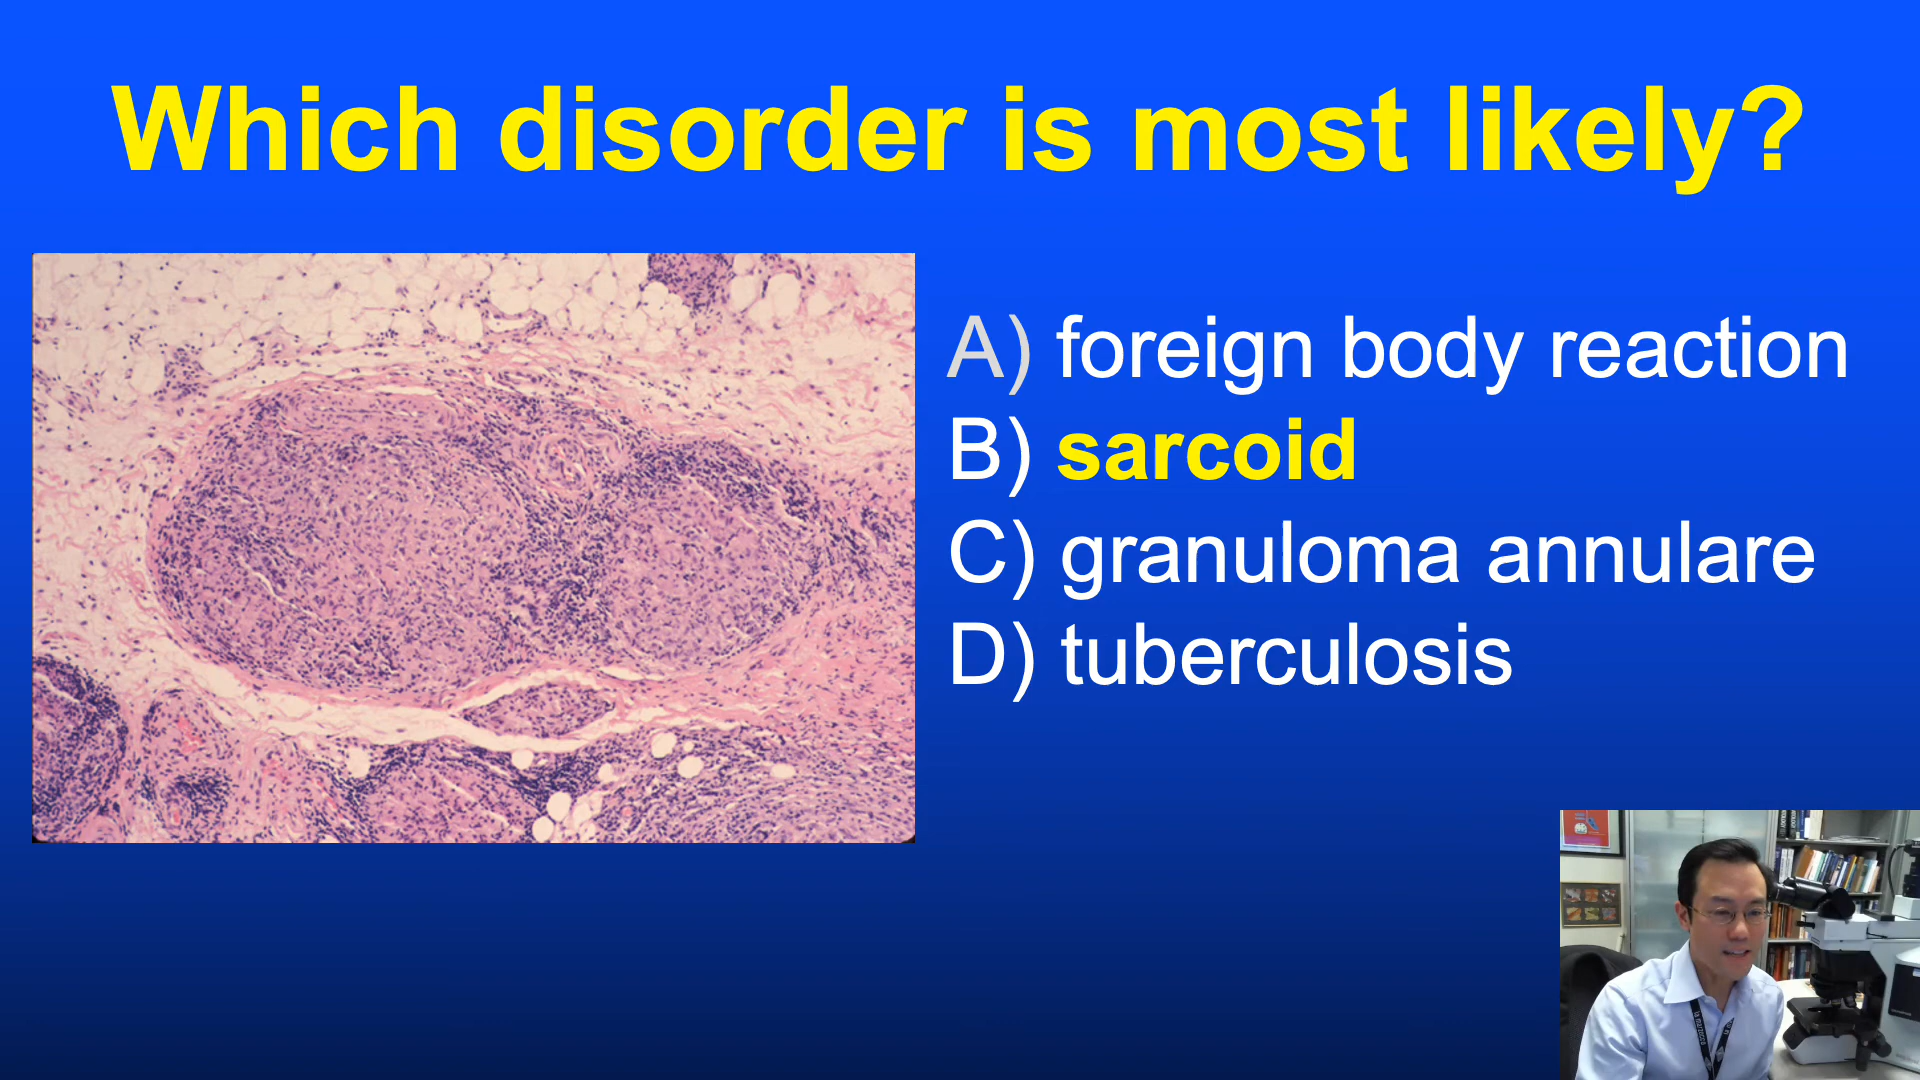 Which disorder is most likely?
A) foreign body reaction
B) sarcoid
C) granuloma annulare
D) tuberculosis